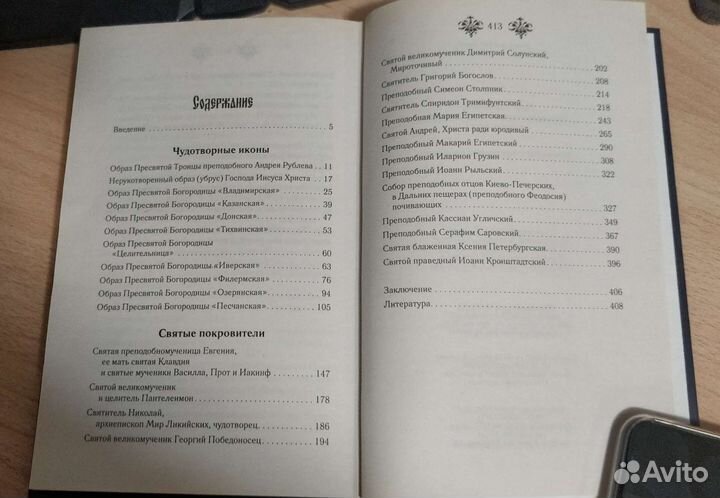 Содержание
Введение 5
Чудотворные иконы
Образ Пресвятой Троицы преподобного Андрея Рублева 11
Нерукотворенный образ (убрус) Господа Иисуса Христа 17
Образ Пресвятой Богородицы «Владимирская» 25
Образ Пресвятой Богородицы «Казанская» 39
Образ Пресвятой Богородицы «Донская» 47
Образ Пресвятой Богородицы «Тихвинская» 53
Образ Пресвятой Богородицы
«Целительница» 60
Образ Пресвятой Богородицы «Иверская» 63
Образ Пресвятой Богородицы «Филермская» 76
Образ Пресвятой Богородицы «Озерянская» 94
Образ Пресвятой Богородицы «Песчанская» 105
Святые покровители
Святая преподобномученица Евгения,
ее мать святая Клавдия
и святые мученики Василла, Прот и Иакинф 147
Святой великомученик
и целитель Пантелеимон 178
Святитель Николай,
архиепископ Мир Ликийских, чудотворец 186
Святой великомученик Георгий Победоносец 194
413
Святой великомученик Димитрий Солунский,
Мироточивый 202
Святитель Григорий Богослов 208
Преподобный Симеон Столпник 214
Святитель Спиридон Тримифунтский 218
Преподобная Мария Египетская 243
Святой Андрей, Христа ради юродивый 265
Преподобный Макарий Египетский 290
Преподобный Иларион Грузин 308
Преподобный Иоанн Рыльский 322
Собор преподобных отцов Киево-Печерских,
в Дальних пещерах (преподобного Феодосия)
почивающих 327
Преподобный Кассиан Угличский 349
Преподобный Серафим Саровский 367
Святая блаженная Ксения Петербургская 390
Святой праведный Иоанн Кронштадтский 396
Заключение 406
Литература 408
Avito